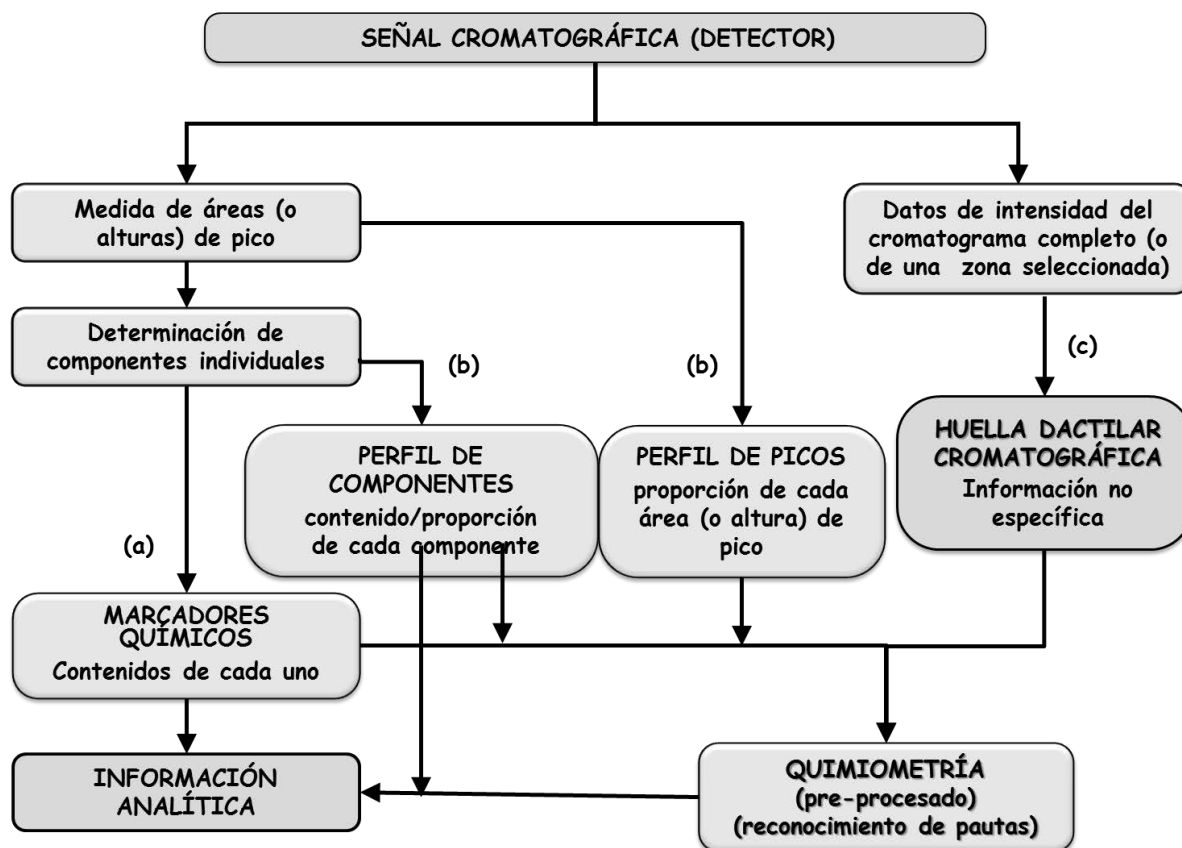 SEÑAL CROMATOGRÁFICA (DETECTOR)
Medida de áreas (o
alturas) de pico
Datos de intensidad del
cromatograma completo (o
de una zona seleccionada)
Determinación de
componentes individuales
(b)
(b)
(c)
PERFIL DE
COMPONENTES
contenido/proporción
de cada componente
PERFIL DE PICOS
proporción de cada
área (o altura) de
pico
HUELLA DACTILAR
CROMATOGRÁFICA
Información no
específica
(a)
MARCADORES
QUÍMICOS
Contenidos de cada uno
INFORMACIÓN
ANALÍTICA
QUIMIOMETRÍA
(pre-procesado)
(reconocimiento de pautas)